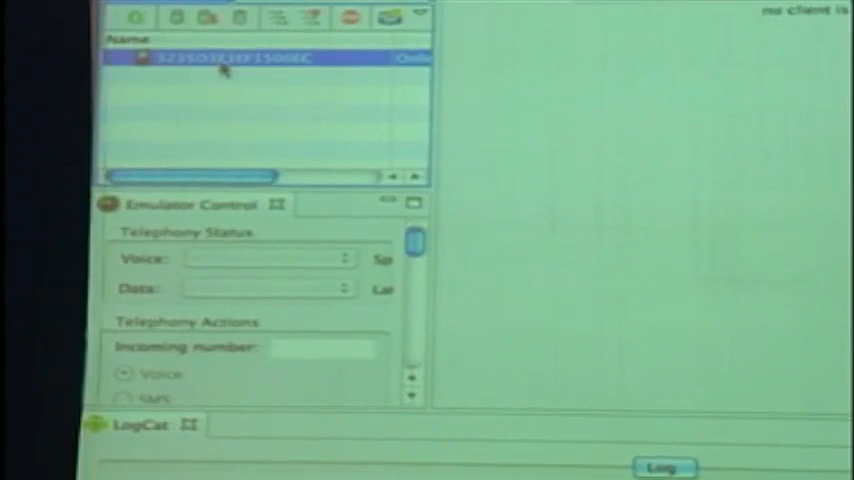 no client is
Name
Emulator Control
Telephony Status
Voice:
Data:
Telephony Actions
Incoming number:
Voice
SMS
LogCat
Log